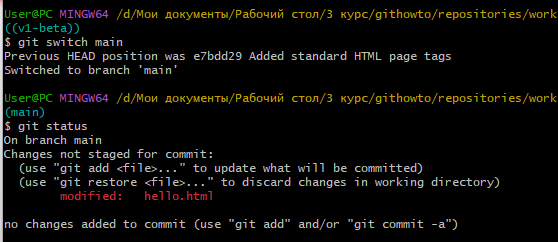 User@PC MINGW64 /d/Мои документы/Рабочий стол/3 курс/githowto/repositories/work
((v1-beta))
$ git switch main
Previous HEAD position was e7bdd29 Added standard HTML page tags
Switched to branch 'main'
User@PC MINGW64 /d/Мои документы/Рабочий стол/3 курс/githowto/repositories/work
(main)
$ git status
On branch main
Changes not staged for commit:
  (use "git add <file>..." to update what will be committed)
  (use "git restore <file>..." to discard changes in working directory)
        modified:   hello.html
no changes added to commit (use "git add" and/or "git commit -a")